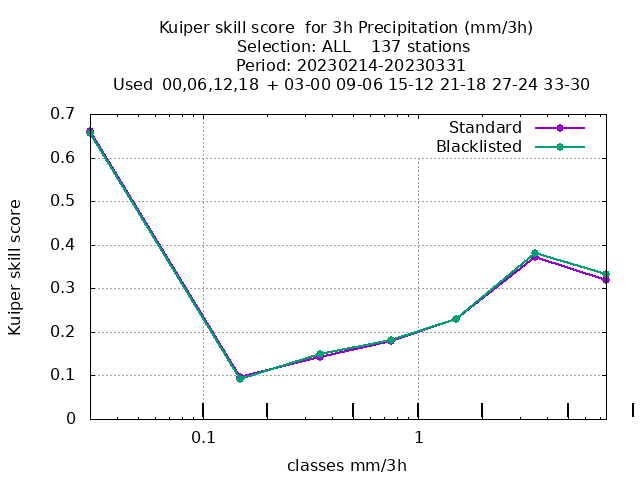 Kuiper skill score  for 3h Precipitation (mm/3h)
Selection: ALL    137 stations
Period: 20230214-20230331
Used  00,06,12,18  + 03-00 09-06 15-12 21-18 27-24 33-30
Standard
Blacklisted
0.7
0.6
0.5
0.4
0.3
0.2
0.1
0
Kuiper skill score
0.1
1
classes mm/3h